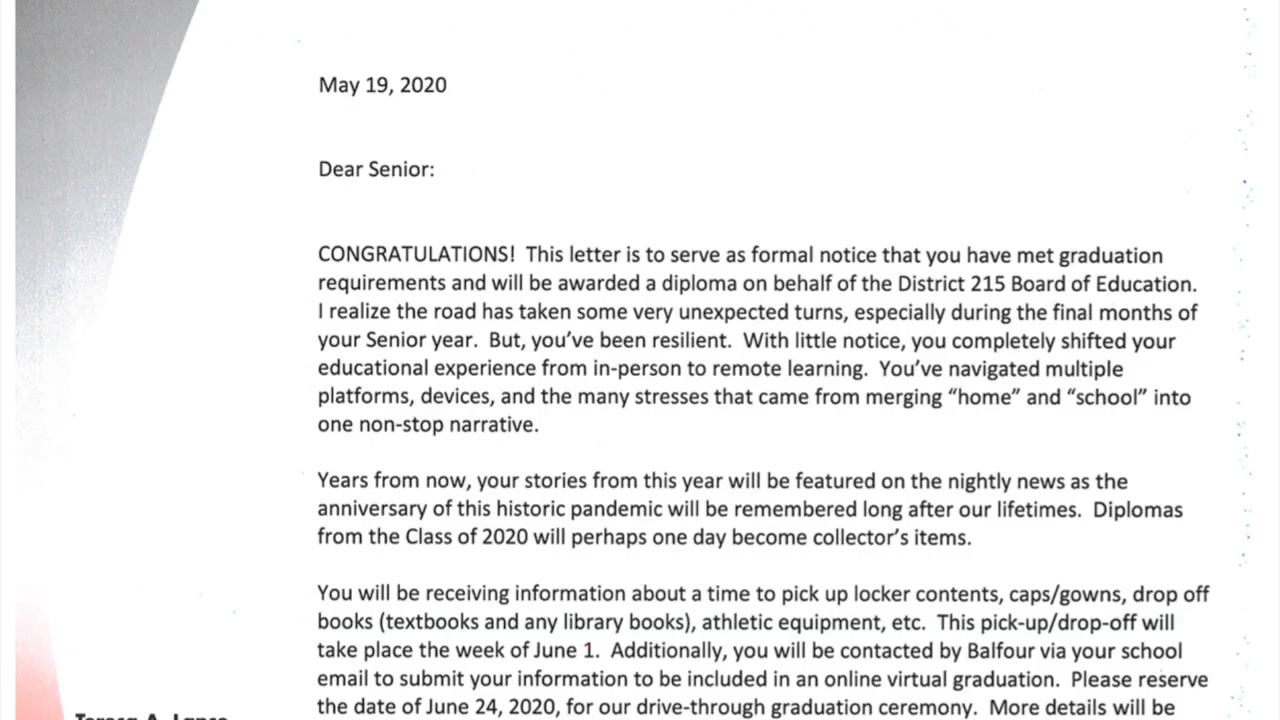 May 19, 2020
Dear Senior:
CONGRATULATIONS! This letter is to serve as formal notice that you have met graduation
requirements and will be awarded a diploma on behalf of the District 215 Board of Education.
I realize the road has taken some very unexpected turns, especially during the final months of
your Senior year. But, you’ve been resilient. With little notice, you completely shifted your
educational experience from in-person to remote learning. You’ve navigated multiple
platforms, devices, and the many stresses that came from merging “home” and “school” into
one non-stop narrative.
Years from now, your stories from this year will be featured on the nightly news as the
anniversary of this historic pandemic will be remembered long after our lifetimes. Diplomas
from the Class of 2020 will perhaps one day become collector’s items.
You will be receiving information about a time to pick up locker contents, caps/gowns, drop off
books (textbooks and any library books), athletic equipment, etc. This pick-up/drop-off will
take place the week of June 1. Additionally, you will be contacted by Balfour via your school
email to submit your information to be included in an online virtual graduation. Please reserve
the date of June 24, 2020, for our drive-through graduation ceremony. More details will be
Teresa A. Lance